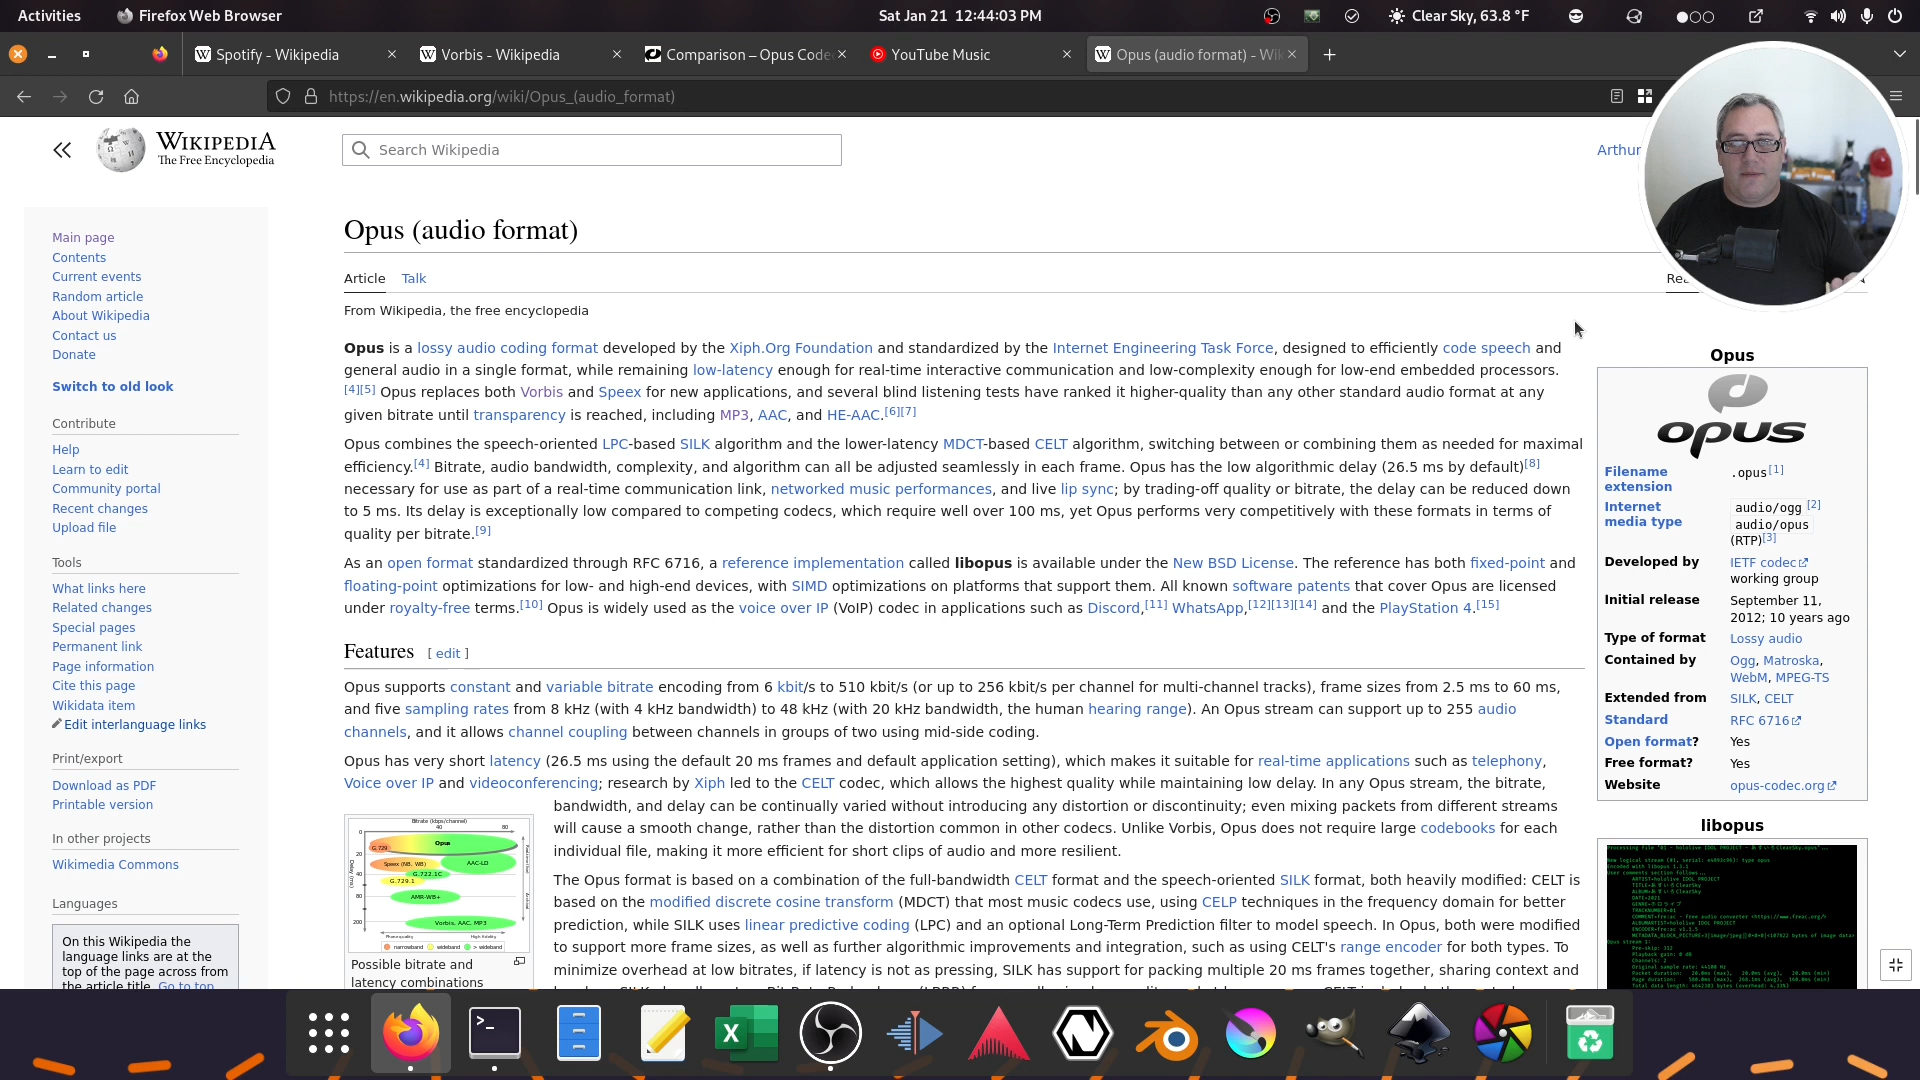 Activities
Firefox Web Browser
Sat Jan 21 12:44:03 PM
Clear Sky, 63.8 °F
Spotify - Wikipedia
Vorbis - Wikipedia
Comparison – Opus Codec
YouTube Music
Opus (audio format) - Wik
https://en.wikipedia.org/wiki/Opus_(audio_format)
WIKIPEDIA
The Free Encyclopedia
Search Wikipedia
Arthur
Main page
Contents
Current events
Random article
About Wikipedia
Contact us
Donate
Switch to old look
Contribute
Help
Learn to edit
Community portal
Recent changes
Upload file
Tools
What links here
Related changes
Special pages
Permanent link
Page information
Cite this page
Wikidata item
Edit interlanguage links
Print/export
Download as PDF
Printable version
In other projects
Wikimedia Commons
Languages
On this Wikipedia the
language links are at the
top of the page across from
the article title. Go to top.
Opus (audio format)
Article Talk
From Wikipedia, the free encyclopedia
Opus is a lossy audio coding format developed by the Xiph.Org Foundation and standardized by the Internet Engineering Task Force, designed to efficiently code speech and
general audio in a single format, while remaining low-latency enough for real-time interactive communication and low-complexity enough for low-end embedded processors.
[4][5] Opus replaces both Vorbis and Speex for new applications, and several blind listening tests have ranked it higher-quality than any other standard audio format at any
given bitrate until transparency is reached, including MP3, AAC, and HE-AAC.[6][7]
Opus combines the speech-oriented LPC-based SILK algorithm and the lower-latency MDCT-based CELT algorithm, switching between or combining them as needed for maximal
efficiency.[4] Bitrate, audio bandwidth, complexity, and algorithm can all be adjusted seamlessly in each frame. Opus has the low algorithmic delay (26.5 ms by default)[8]
necessary for use as part of a real-time communication link, networked music performances, and live lip sync; by trading-off quality or bitrate, the delay can be reduced down
to 5 ms. Its delay is exceptionally low compared to competing codecs, which require well over 100 ms, yet Opus performs very competitively with these formats in terms of
quality per bitrate.[9]
As an open format standardized through RFC 6716, a reference implementation called libopus is available under the New BSD License. The reference has both fixed-point and
floating-point optimizations for low- and high-end devices, with SIMD optimizations on platforms that support them. All known software patents that cover Opus are licensed
under royalty-free terms.[10] Opus is widely used as the voice over IP (VoIP) codec in applications such as Discord,[11] WhatsApp,[12][13][14] and the PlayStation 4.[15]
Features [ edit ]
Opus supports constant and variable bitrate encoding from 6 kbit/s to 510 kbit/s (or up to 256 kbit/s per channel for multi-channel tracks), frame sizes from 2.5 ms to 60 ms,
and five sampling rates from 8 kHz (with 4 kHz bandwidth) to 48 kHz (with 20 kHz bandwidth, the human hearing range). An Opus stream can support up to 255 audio
channels, and it allows channel coupling between channels in groups of two using mid-side coding.
Opus has very short latency (26.5 ms using the default 20 ms frames and default application setting), which makes it suitable for real-time applications such as telephony,
Voice over IP and videoconferencing; research by Xiph led to the CELT codec, which allows the highest quality while maintaining low delay. In any Opus stream, the bitrate,
bandwidth, and delay can be continually varied without introducing any distortion or discontinuity; even mixing packets from different streams
will cause a smooth change, rather than the distortion common in other codecs. Unlike Vorbis, Opus does not require large codebooks for each
individual file, making it more efficient for short clips of audio and more resilient.
The Opus format is based on a combination of the full-bandwidth CELT format and the speech-oriented SILK format, both heavily modified: CELT is
based on the modified discrete cosine transform (MDCT) that most music codecs use, using CELP techniques in the frequency domain for better
prediction, while SILK uses linear predictive coding (LPC) and an optional Long-Term Prediction filter to model speech. In Opus, both were modified
to support more frame sizes, as well as further algorithmic improvements and integration, such as using CELT's range encoder for both types. To
minimize overhead at low bitrates, if latency is not as pressing, SILK has support for packing multiple 20 ms frames together, sharing context and
Bitrate (kbps/channel)
40 80
0
20
40
80
200
Opus
G.729
Speex (NB, WB)
AAC-LD
G.722.1C
G.729.1
AMR-WB+
Vorbis, AAC, MP3
narrowband wideband > wideband
Possible bitrate and
latency combinations
Opus
opus
Filename extension .opus[1]
Internet media type audio/ogg [2]
audio/opus
(RTP)[3]
Developed by IETF codec
working group
Initial release September 11,
2012; 10 years ago
Type of format Lossy audio
Contained by Ogg, Matroska,
WebM, MPEG-TS
Extended from SILK, CELT
Standard RFC 6716
Open format? Yes
Free format? Yes
Website opus-codec.org
libopus